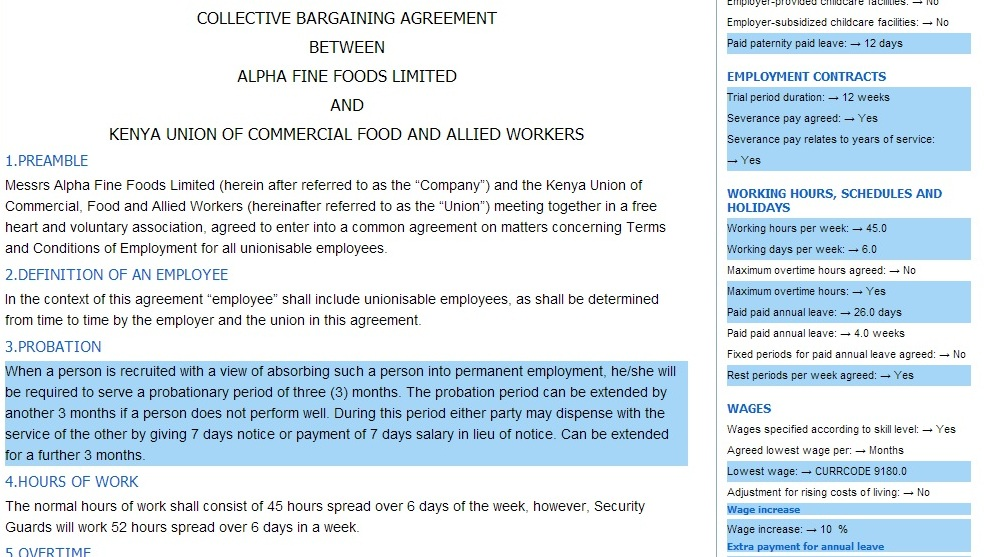 COLLECTIVE BARGAINING AGREEMENT
BETWEEN
ALPHA FINE FOODS LIMITED
AND
KENYA UNION OF COMMERCIAL FOOD AND ALLIED WORKERS
1.PREAMBLE
Messrs Alpha Fine Foods Limited (herein after referred to as the “Company”) and the Kenya Union of
Commercial, Food and Allied Workers (hereinafter referred to as the “Union”) meeting together in a free
heart and voluntary association, agreed to enter into a common agreement on matters concerning Terms
and Conditions of Employment for all unionisable employees.
2.DEFINITION OF AN EMPLOYEE
In the context of this agreement “employee” shall include unionisable employees, as shall be determined
from time to time by the employer and the union in this agreement.
3.PROBATION
When a person is recruited with a view of absorbing such a person into permanent employment, he/she will
be required to serve a probationary period of three (3) months. The probation period can be extended by
another 3 months if a person does not perform well. During this period either party may dispense with the
service of the other by giving 7 days notice or payment of 7 days salary in lieu of notice. Can be extended
for a further 3 months.
4.HOURS OF WORK
The normal hours of work shall consist of 45 hours spread over 6 days of the week, however, Security
Guards will work 52 hours spread over 6 days in a week.
5.OVERTIME
Employer-provided childcare facilities: → No
Employer-subsidized childcare facilities: → No
Paid paternity paid leave: → 12 days
EMPLOYMENT CONTRACTS
Trial period duration: → 12 weeks
Severance pay agreed: → Yes
Severance pay relates to years of service:
→ Yes
WORKING HOURS, SCHEDULES AND
HOLIDAYS
Working hours per week: → 45.0
Working days per week: → 6.0
Maximum overtime hours agreed: → No
Maximum overtime hours: → Yes
Paid paid annual leave: → 26.0 days
Paid paid annual leave: → 4.0 weeks
Fixed periods for paid annual leave agreed: → No
Rest periods per week agreed: → Yes
WAGES
Wages specified according to skill level: → Yes
Agreed lowest wage per: → Months
Lowest wage: → CURRCODE 9180.0
Adjustment for rising costs of living: → No
Wage increase
Wage increase: → 10 %
Extra payment for annual leave